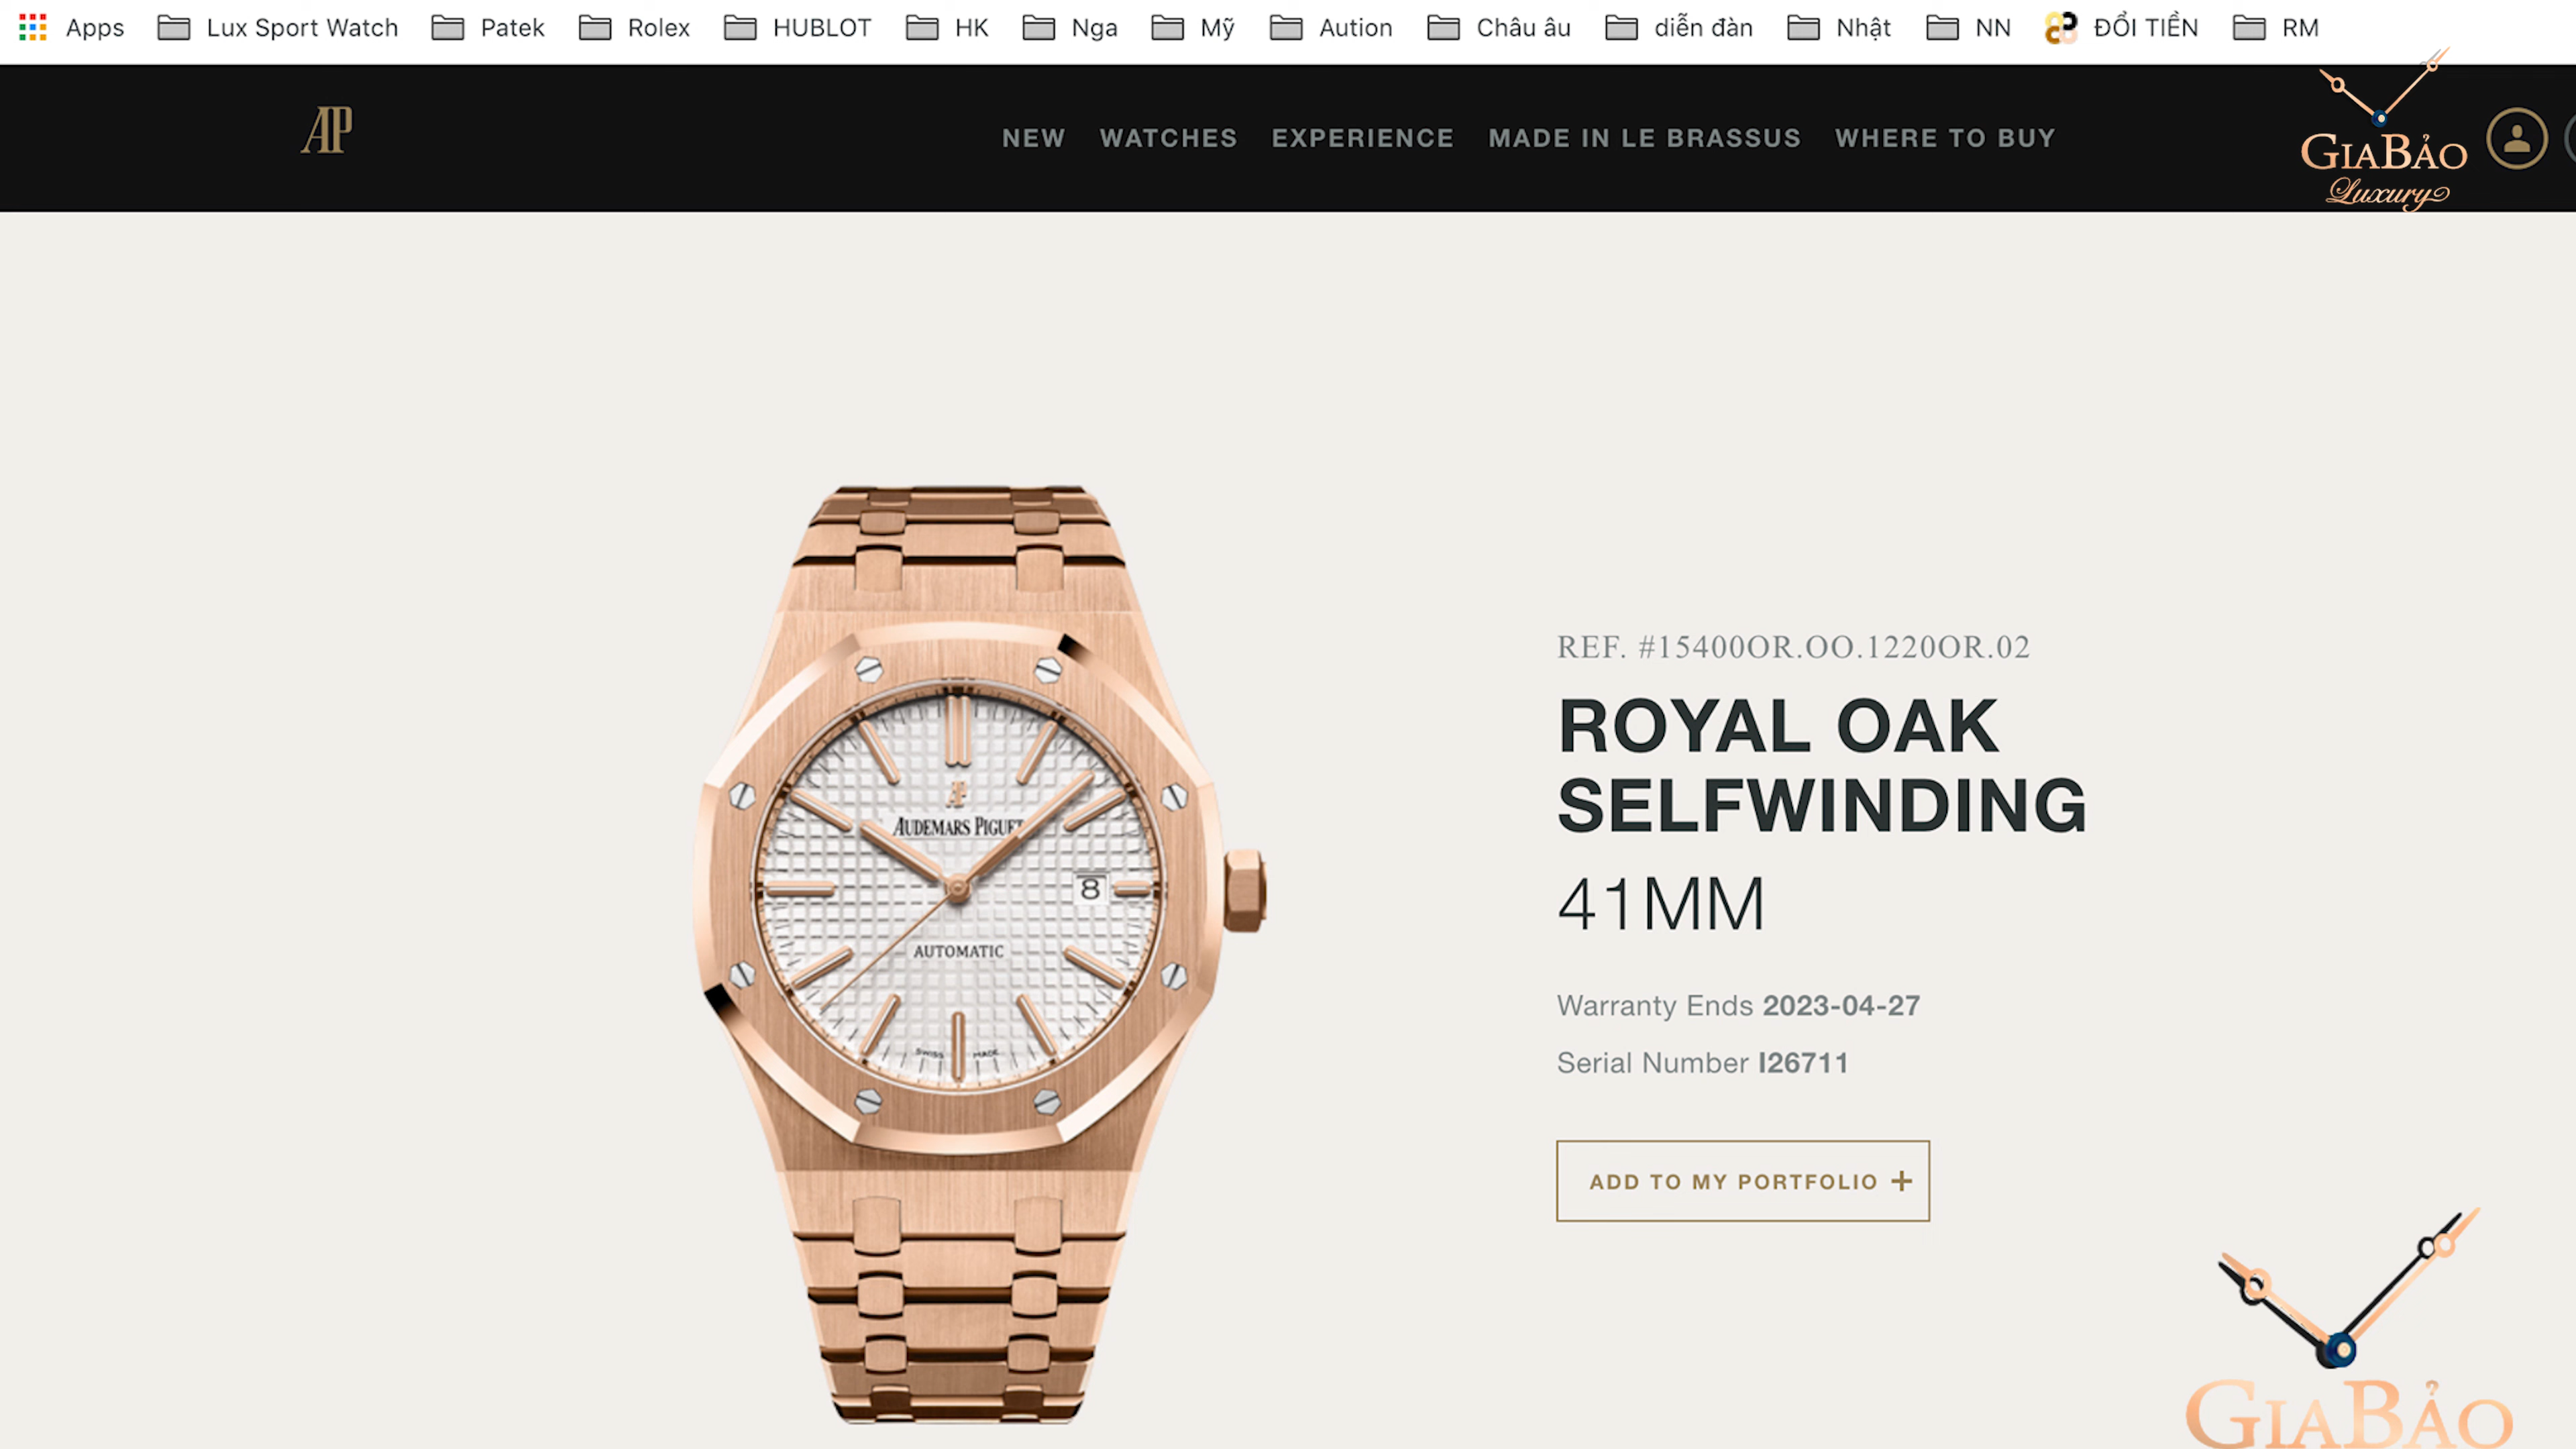 Apps Lux Sport Watch Patek Rolex HUBLOT HK Nga Mỹ Aution Châu âu diễn đàn Nhật NN ĐỔI TIỀN RM
AP NEW WATCHES EXPERIENCE MADE IN LE BRASSUS WHERE TO BUY
GIABẢO
Luxury
REF. #15400OR.OO.1220OR.02
ROYAL OAK
SELFWINDING
41MM
Warranty Ends 2023-04-27
Serial Number I26711
ADD TO MY PORTFOLIO +
AP
AUDEMARS PIGUET
8
AUTOMATIC
SWISS MADE
GIABẢO